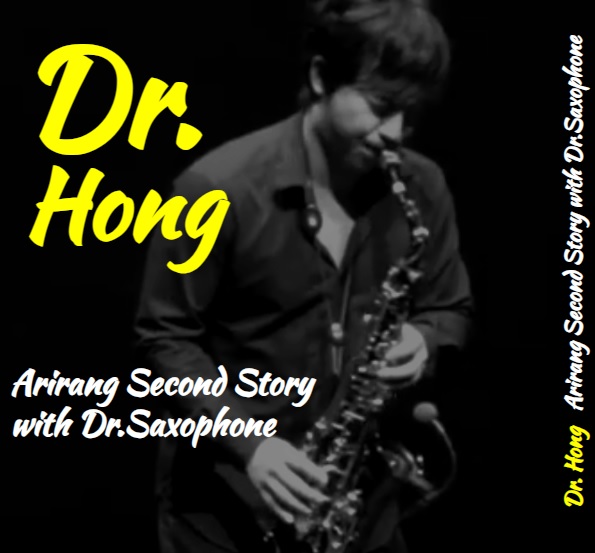 Dr.
Hong
Arirang Second Story
with Dr.Saxophone
Dr. Hong Arirang Second Story with Dr.Saxophone